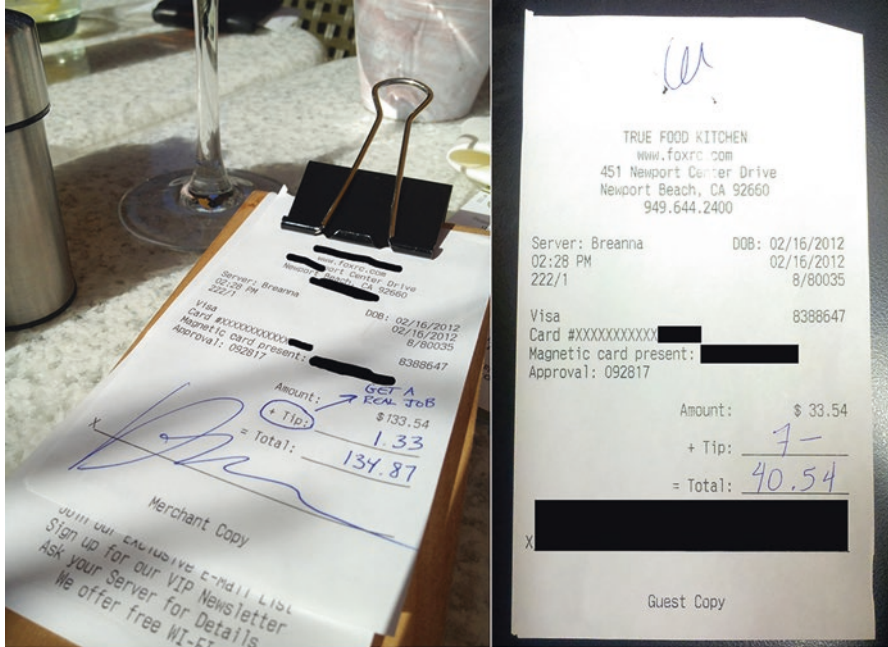 www.foxrc.com
Newport Center Drive
Newport Beach, CA 92660
Server: Breanna
DOB: 02/16/2012
02:28 PM
02/16/2012
222/1
8/80035
Visa
8388647
Card #XXXXXXXXXXX
Magnetic card present:
Approval: 092817
GET A
REAL JOB
Amount: $133.54
+ Tip: 1.33
= Total: 134.87
X
Merchant Copy
Join our Exclusive E-Mail List
Sign up for our VIP Newsletter
Ask your Server for Details
We offer free WI-FI
TRUE FOOD KITCHEN
www.foxrc.com
451 Newport Center Drive
Newport Beach, CA 92660
949.644.2400
Server: Breanna DOB: 02/16/2012
02:28 PM 02/16/2012
222/1 8/80035
Visa 8388647
Card #XXXXXXXXXXX
Magnetic card present:
Approval: 092817
Amount: $ 33.54
+ Tip: 7—
= Total: 40.54
X
Guest Copy